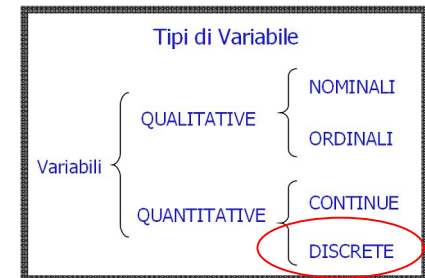 Tipi di Variabile
NOMINALI
QUALITATIVE
ORDINALI
Variabili
CONTINUE
QUANTITATIVE
DISCRETE